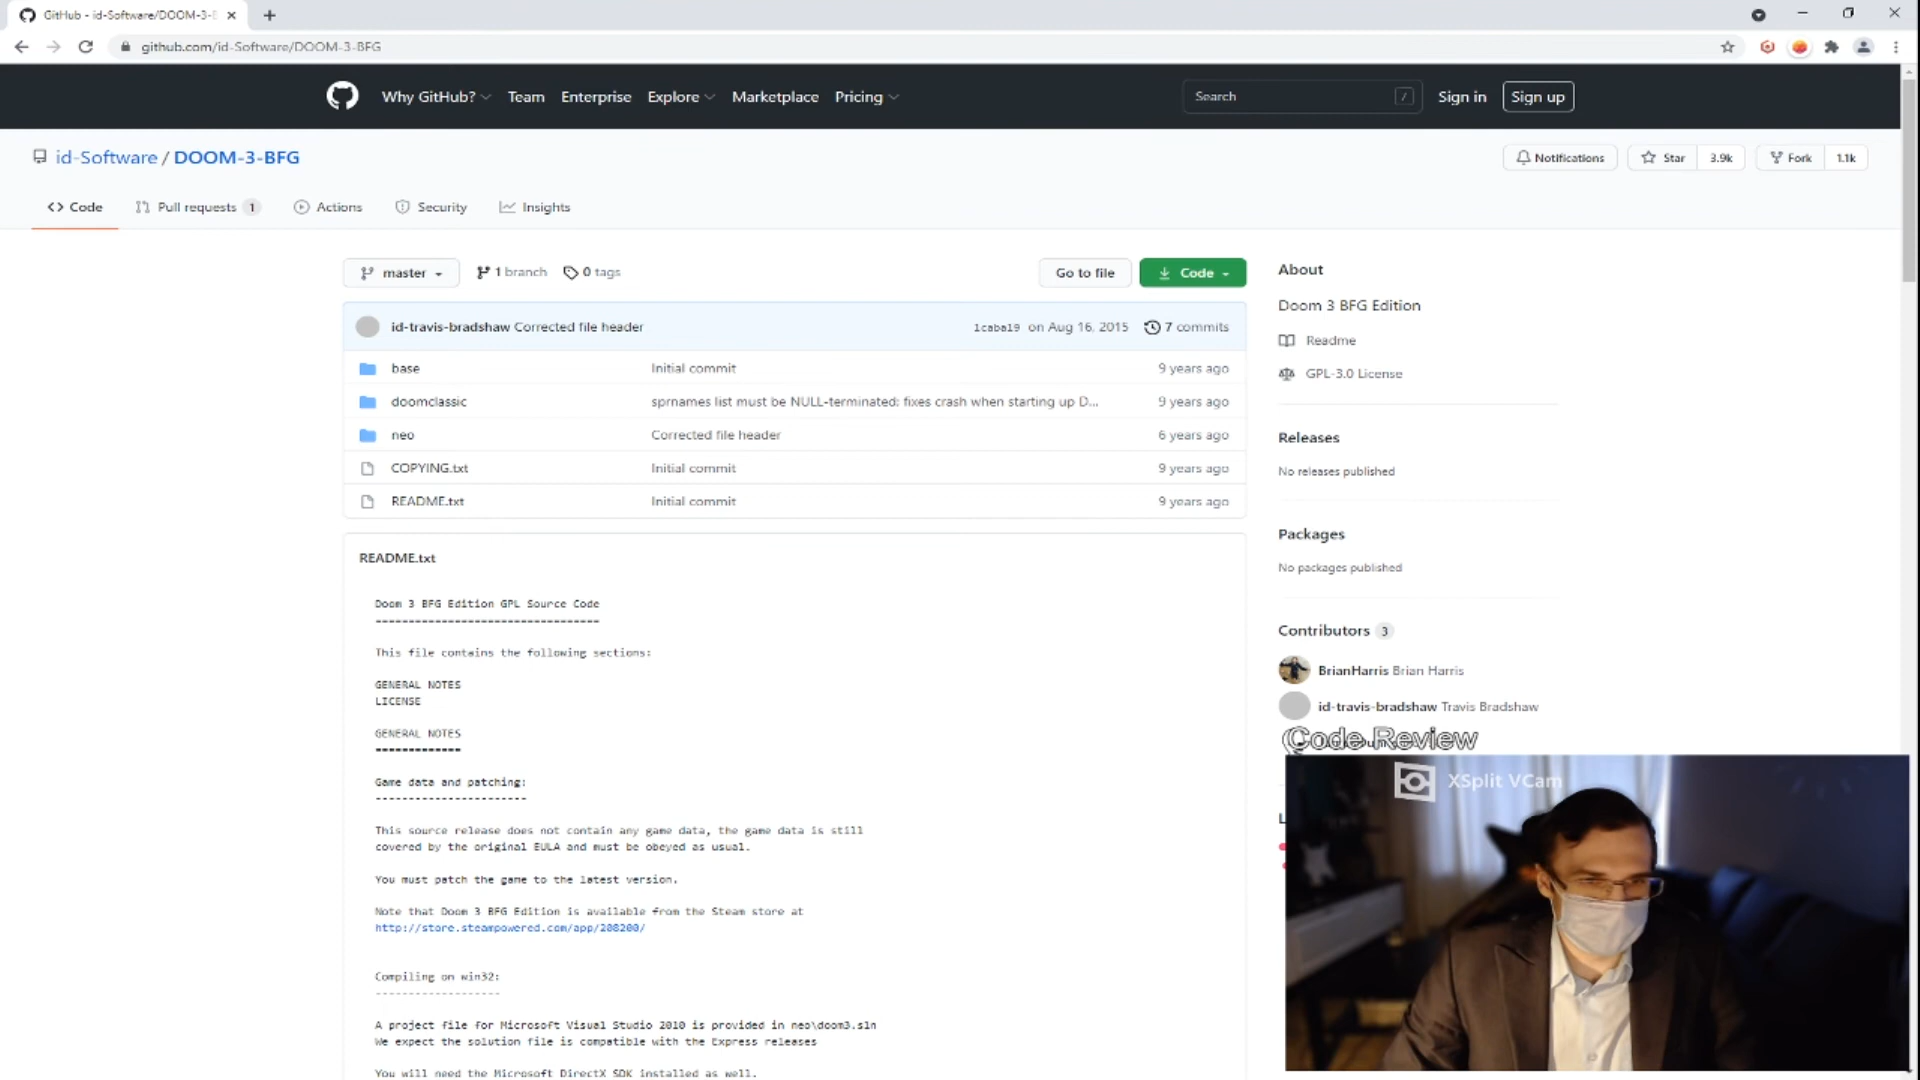 GitHub - id-Software/DOOM-3-B
github.com/id-Software/DOOM-3-BFG
Why GitHub? Team Enterprise Explore Marketplace Pricing Search / Sign in Sign up
id-Software / DOOM-3-BFG Notifications Star 3.9k Fork 1.1k
Code Pull requests 1 Actions Security Insights
master 1 branch 0 tags Go to file Code
id-travis-bradshaw Corrected file header 1caba19 on Aug 16, 2015 7 commits
base Initial commit 9 years ago
doomclassic sprnames list must be NULL-terminated: fixes crash when starting up D... 9 years ago
neo Corrected file header 6 years ago
COPYING.txt Initial commit 9 years ago
README.txt Initial commit 9 years ago
README.txt
Doom 3 BFG Edition GPL Source Code
==================================
This file contains the following sections:
GENERAL NOTES
LICENSE
GENERAL NOTES
=============
Game data and patching:
-----------------------
This source release does not contain any game data, the game data is still
covered by the original EULA and must be obeyed as usual.
You must patch the game to the latest version.
Note that Doom 3 BFG Edition is available from the Steam store at
http://store.steampowered.com/app/208200/
Compiling on win32:
-------------------
A project file for Microsoft Visual Studio 2010 is provided in neo\doom3.sln
We expect the solution file is compatible with the Express releases
You will need the Microsoft DirectX SDK installed as well.
About
Doom 3 BFG Edition
Readme
GPL-3.0 License
Releases
No releases published
Packages
No packages published
Contributors 3
BrianHarris Brian Harris
id-travis-bradshaw Travis Bradshaw
Code Review
XSplit VCam